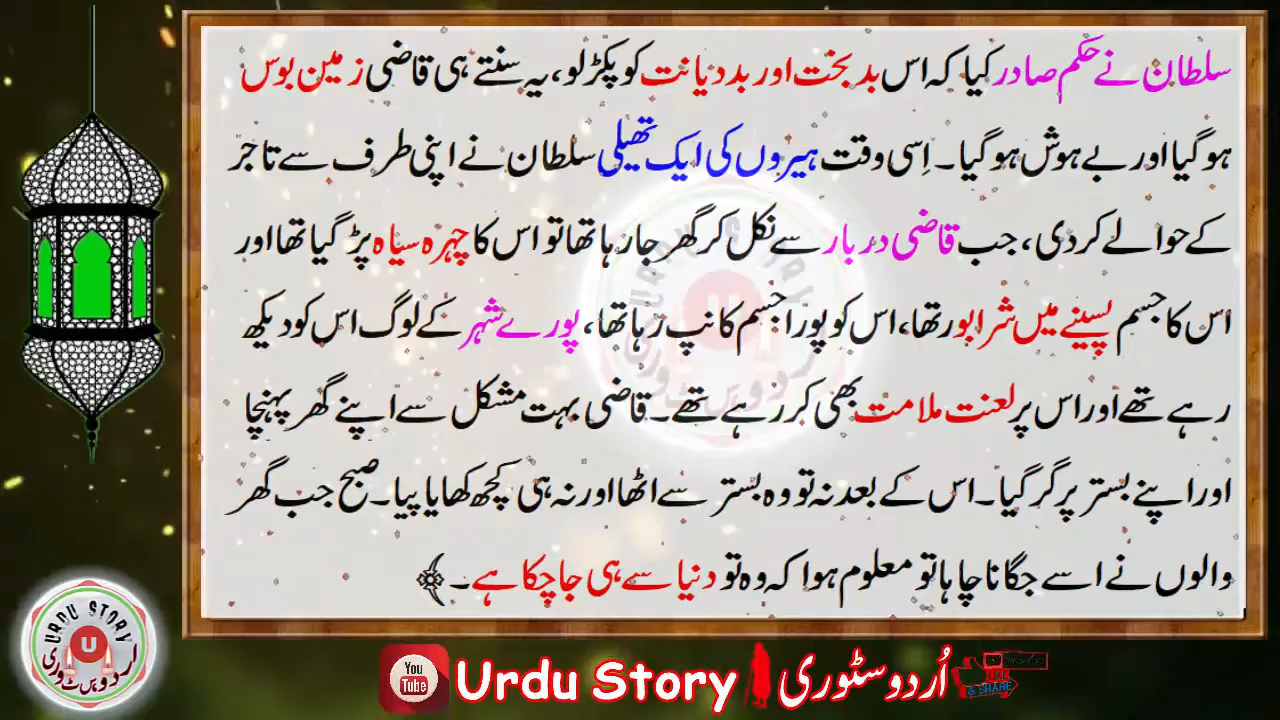 سلطان نے حکم صادر کیا کہ اس بدبخت اور بددیانت کو پکڑ لو، یہ سنتے ہی قاضی زمین بوس
ہو گیا اور بے ہوش ہو گیا۔ اِسی وقت ہیروں کی ایک تھیلی سلطان نے اپنی طرف سے تاجر
کے حوالے کر دی، جب قاضی دربار سے نکل کر گھر جا رہا تھا تو اس کا چہرہ سیاہ پڑ گیا تھا اور
اس کا جسم پسینے میں شرابور تھا، اس کو پورا جسم کانپ رہا تھا، پورے شہر کے لوگ اس کو دیکھ
رہے تھے اور اس پر لعنت ملامت بھی کر رہے تھے۔ قاضی بہت مشکل سے اپنے گھر پہنچا
اور اپنے بستر پر گر گیا۔ اس کے بعد نہ تو وہ بستر سے اٹھا اور نہ ہی کچھ کھایا پیا۔ صبح جب گھر
والوں نے اسے جگانا چاہا تو معلوم ہوا کہ وہ تو دنیا سے ہی جا چکا ہے۔
URDU STORY
U
اردو سٹوری
You Tube
Urdu Story
اُردو سٹوری
& SHARE